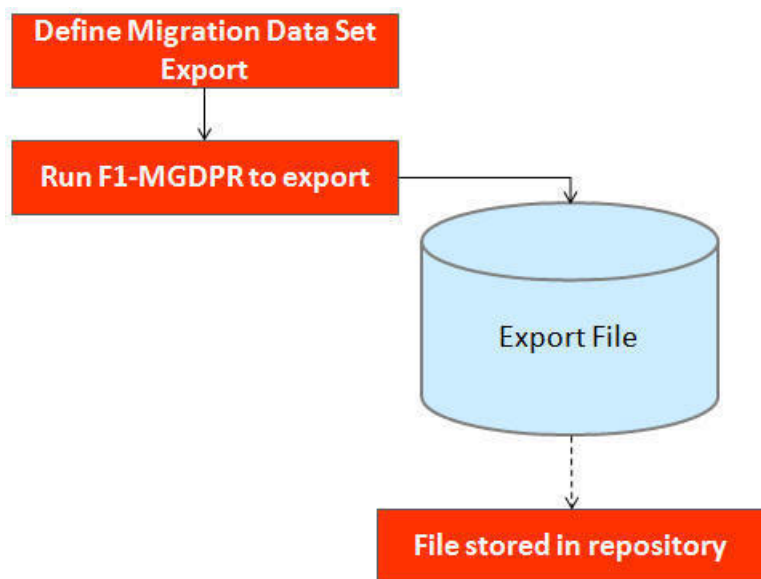 Define Migration Data Set
Export
Run F1-MGDPR to export
Export File
File stored in repository